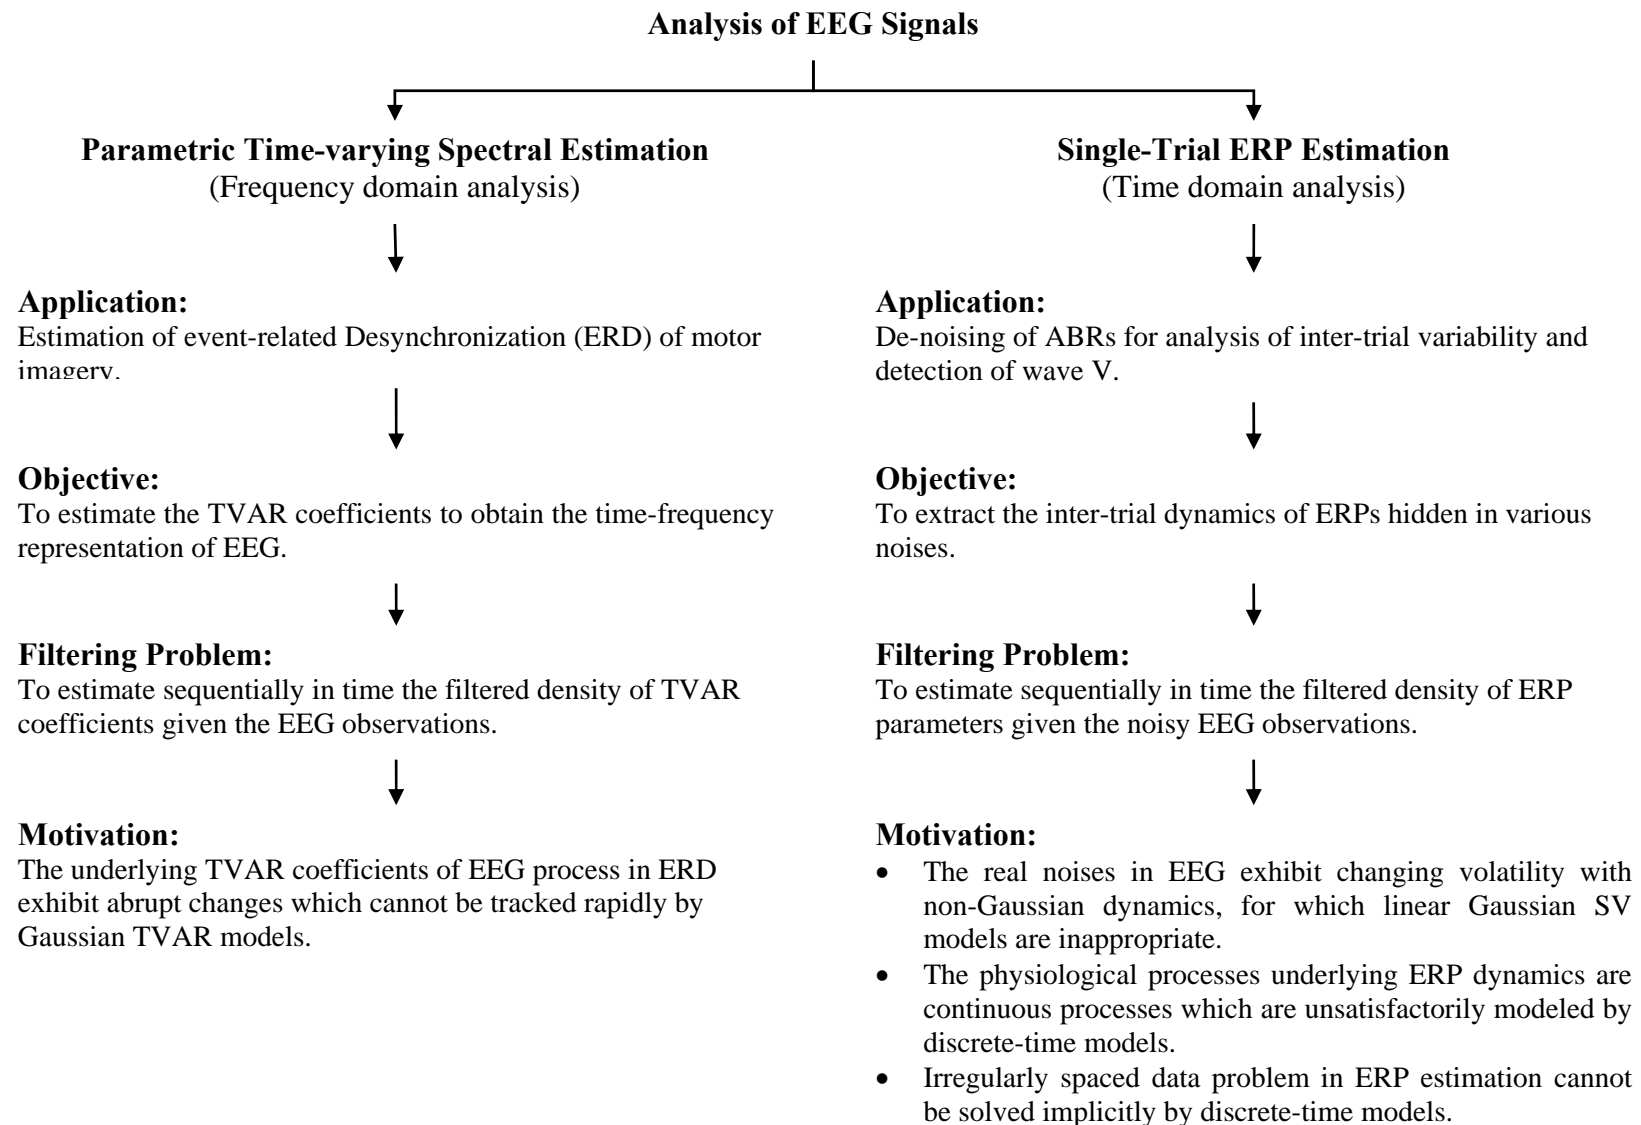 Analysis of EEG Signals
Parametric Time-varying Spectral Estimation
(Frequency domain analysis)
Application:
Estimation of event-related Desynchronization (ERD) of motor
imagery.
Objective:
To estimate the TVAR coefficients to obtain the time-frequency
representation of EEG.
Filtering Problem:
To estimate sequentially in time the filtered density of TVAR
coefficients given the EEG observations.
Motivation:
The underlying TVAR coefficients of EEG process in ERD
exhibit abrupt changes which cannot be tracked rapidly by
Gaussian TVAR models.
Single-Trial ERP Estimation
(Time domain analysis)
Application:
De-noising of ABRs for analysis of inter-trial variability and
detection of wave V.
Objective:
To extract the inter-trial dynamics of ERPs hidden in various
noises.
Filtering Problem:
To estimate sequentially in time the filtered density of ERP
parameters given the noisy EEG observations.
Motivation:
• The real noises in EEG exhibit changing volatility with
non-Gaussian dynamics, for which linear Gaussian SV
models are inappropriate.
• The physiological processes underlying ERP dynamics are
continuous processes which are unsatisfactorily modeled by
discrete-time models.
• Irregularly spaced data problem in ERP estimation cannot
be solved implicitly by discrete-time models.